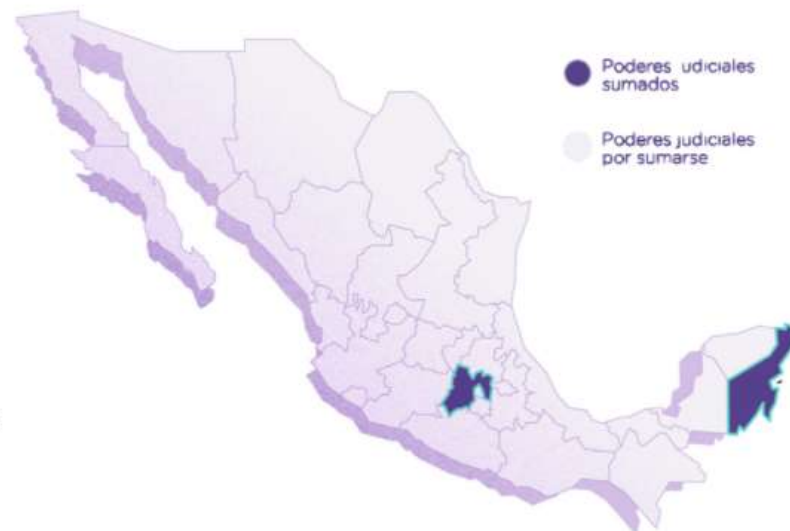 Poderes udiciales
sumados
Poderes judiciales
por sumarse